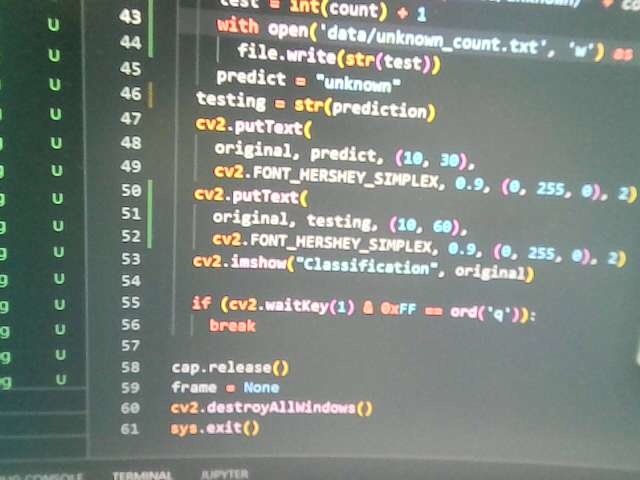 43 test = int(count) + 1
44 with open('data/unknown_count.txt', 'w') as
45 file.write(str(test))
46 predict = "unknown"
47 testing = str(prediction)
48 cv2.putText(
49 original, predict, (10, 30),
50 cv2.FONT_HERSHEY_SIMPLEX, 0.9, (0, 255, 0), 2)
51 cv2.putText(
52 original, testing, (10, 60),
53 cv2.FONT_HERSHEY_SIMPLEX, 0.9, (0, 255, 0), 2)
54 cv2.imshow("Classification", original)
55 if (cv2.waitKey(1) & 0xFF == ord('q')):
56 break
57
58 cap.release()
59 frame = None
60 cv2.destroyAllWindows()
61 sys.exit()
U
U
U
U
U
U
U
U
U
g U
g U
g U
g U
g U
TERMINAL JUPYTER